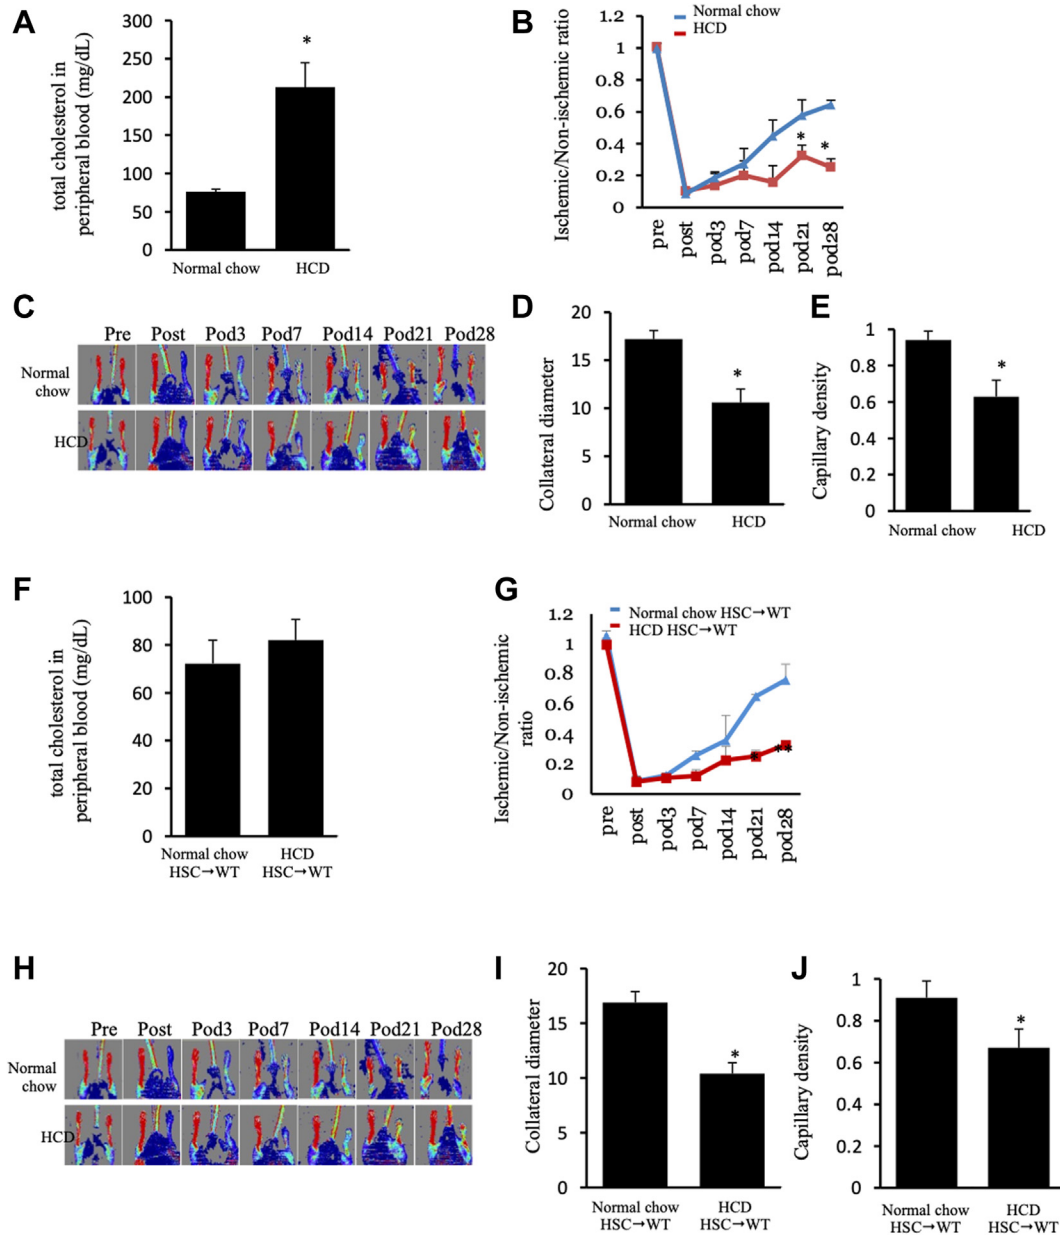 A
total cholesterol in
peripheral blood (mg/dL)
300
250
200
150
100
50
0
*
Normal chow
HCD
B
Normal chow
HCD
Ischemic/Non-ischemic ratio
1.2
1
0.8
0.6
0.4
0.2
0
*
*
pre
post
pod3
pod7
pod14
pod21
pod28
C
Pre Post Pod3 Pod7 Pod14 Pod21 Pod28
Normal
chow
HCD
D
Collateral diameter
20
15
10
5
0
*
Normal chow
HCD
E
Capillary density
1
0.8
0.6
0.4
0.2
0
*
Normal chow
HCD
F
total cholesterol in
peripheral blood (mg/dL)
100
80
60
40
20
0
Normal chow
HSC→WT
HCD
HSC→WT
G
Normal chow HSC→WT
HCD HSC→WT
Ischemic/Non-ischemic
ratio
1.2
1
0.8
0.6
0.4
0.2
0
*
**
pre
post
pod3
pod7
pod14
pod21
pod28
H
Pre Post Pod3 Pod7 Pod14 Pod21 Pod28
Normal
chow
HCD
I
Collateral diameter
20
15
10
5
0
*
Normal chow
HSC→WT
HCD
HSC→WT
J
Capillary density
1
0.8
0.6
0.4
0.2
0
*
Normal chow
HSC→WT
HCD
HSC→WT